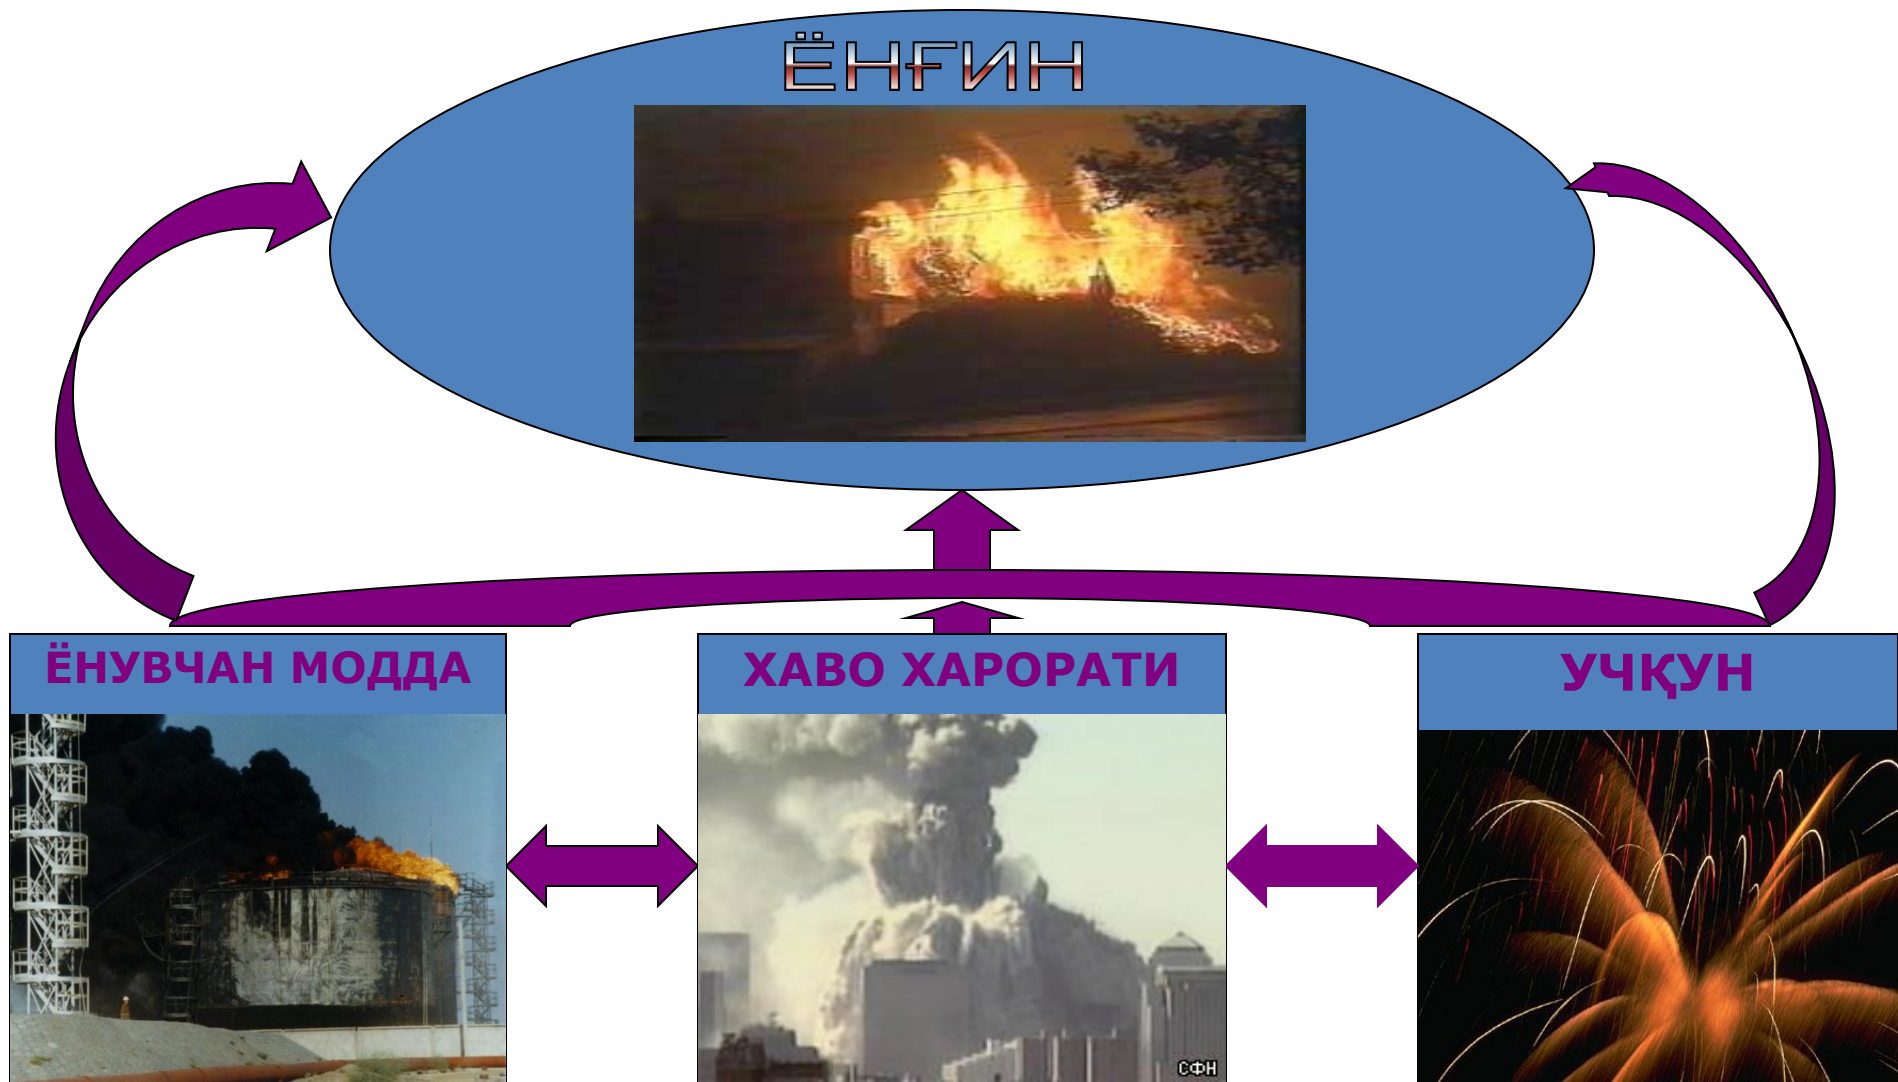 ЁНҒИН
ЁНУВЧАН МОДДА
ХАВО ХАРОРАТИ
УЧҚУН
СФН